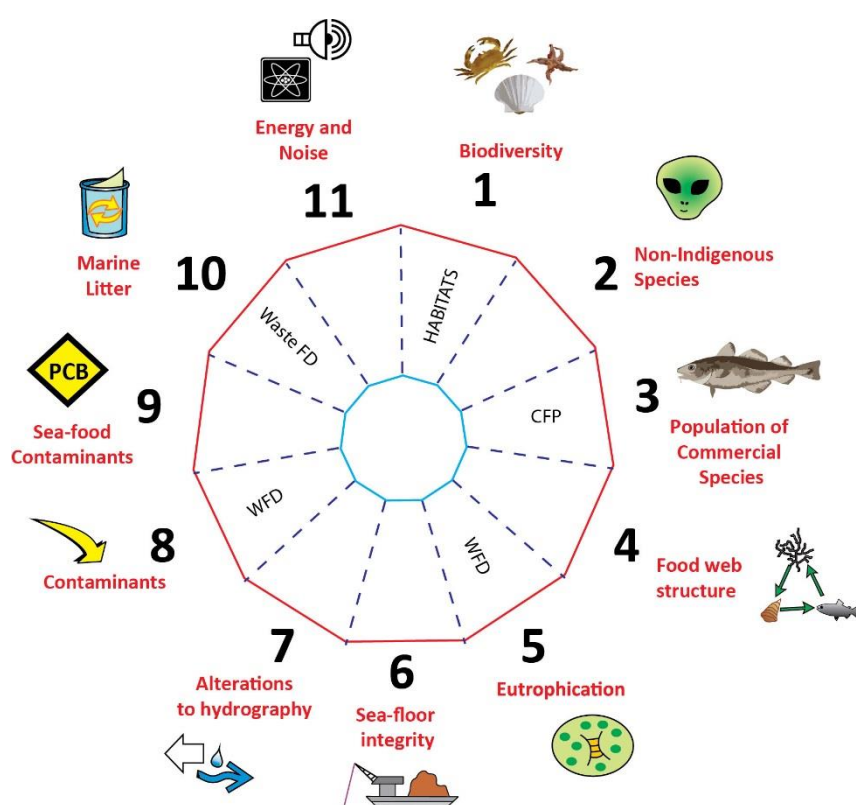 Energy and
Noise
11
Biodiversity
1
2
Non-Indigenous
Species
3
Population of
Commercial
Species
4
Food web
structure
5
Eutrophication
6
Sea-floor
integrity
7
Alterations
to hydrography
8
Contaminants
9
PCB
Sea-food
Contaminants
10
Marine
Litter
HABITATS
CFP
WFD
WFD
Waste FD